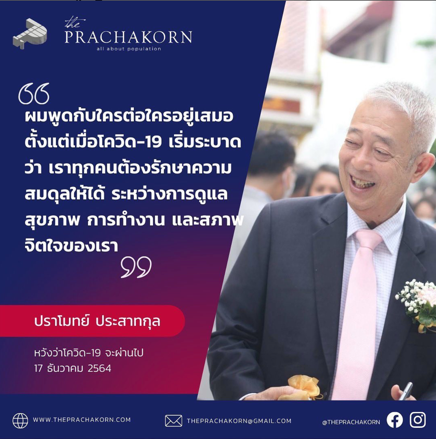 the
PRACHAKORN
all about population
ผมพูดกับใครต่อใครอยู่เสมอ
ตั้งแต่เมื่อโควิด-19 เริ่มระบาด
ว่า เราทุกคนต้องรักษาความ
สมดุลให้ได้ ระหว่างการดูแล
สุขภาพ การทำงาน และสภาพ
จิตใจของเรา
ปราโมทย์ ประสาทกุล
หวังว่าโควิด-19 จะผ่านไป
17 ธันวาคม 2564
WWW.THEPRACHAKORN.COM
THEPRACHAKORN@GMAIL.COM
@THEPRACHAKORN